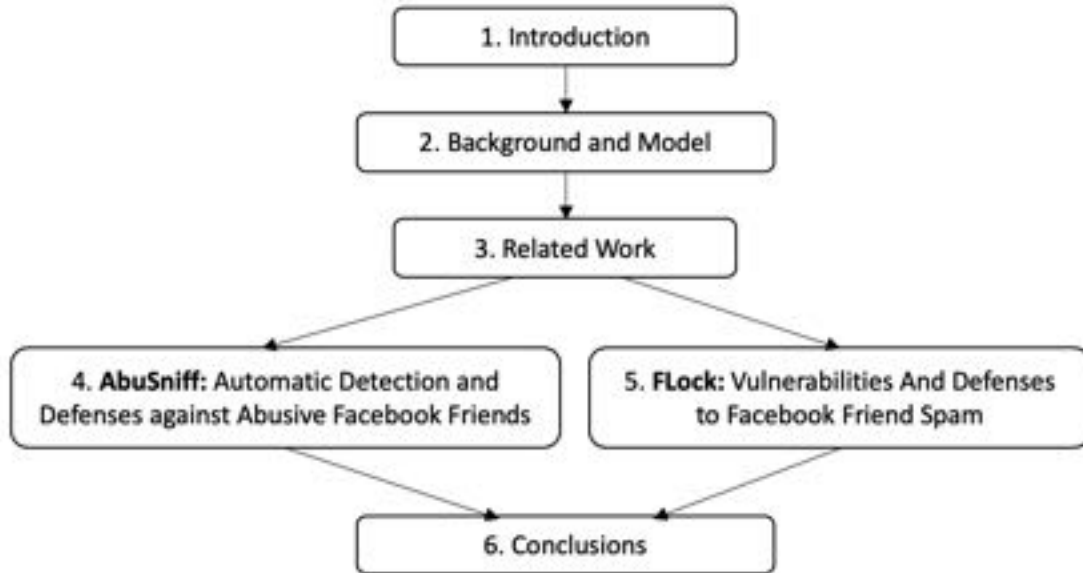 1. Introduction
2. Background and Model
3. Related Work
4. AbuSniff: Automatic Detection and
Defenses against Abusive Facebook Friends
5. FLock: Vulnerabilities And Defenses
to Facebook Friend Spam
6. Conclusions